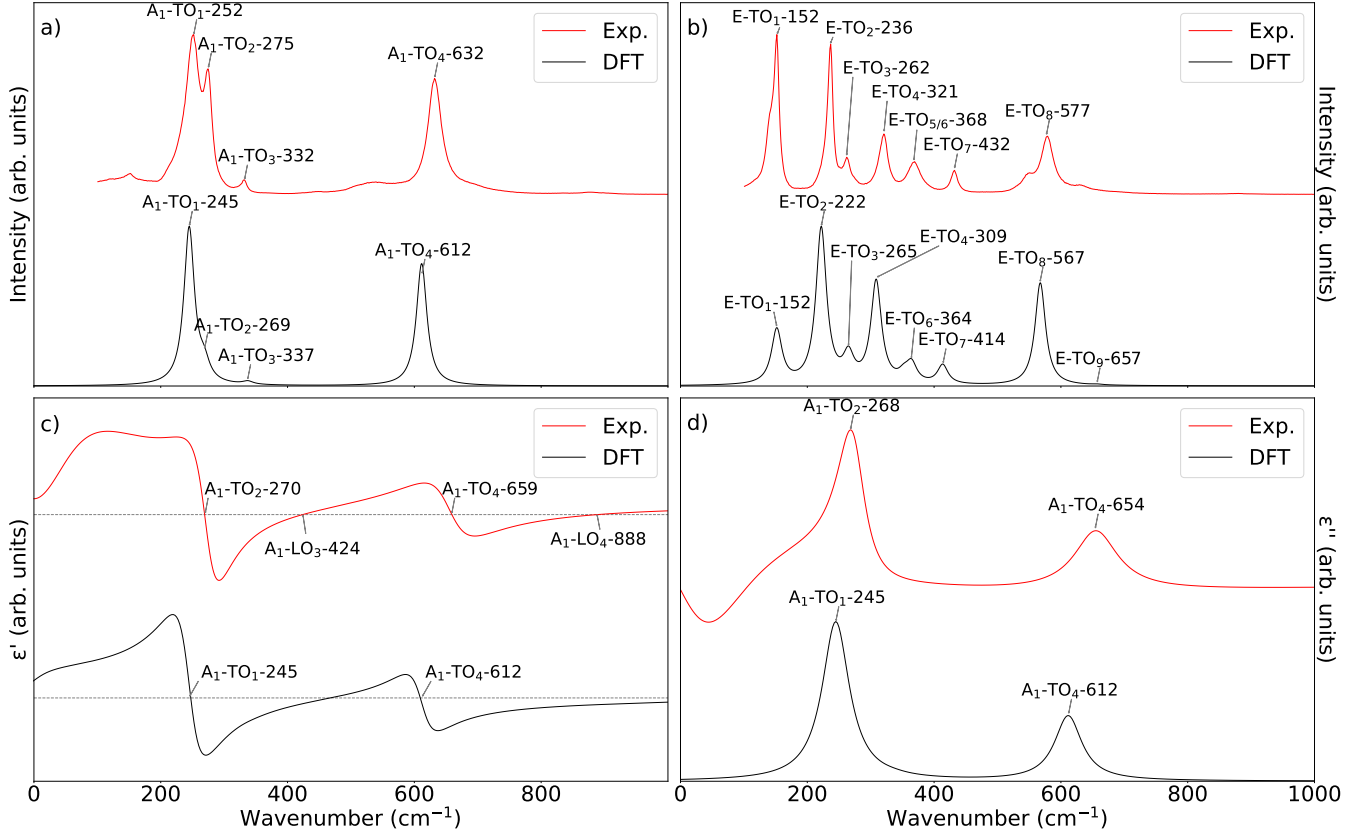 a)
A₁-TO₁-252
A₁-TO₂-275
A₁-TO₃-332
A₁-TO₄-632
Exp.
DFT
A₁-TO₁-245
A₁-TO₂-269
A₁-TO₃-337
A₁-TO₄-612
Intensity (arb. units)
b)
E-TO₁-152
E-TO₂-236
E-TO₃-262
E-TO₄-321
E-TO₅/₆-368
E-TO₇-432
E-TO₈-577
Exp.
DFT
E-TO₁-152
E-TO₂-222
E-TO₃-265
E-TO₄-309
E-TO₆-364
E-TO₇-414
E-TO₈-567
E-TO₉-657
Intensity (arb. units)
c)
Exp.
DFT
A₁-TO₂-270
A₁-LO₃-424
A₁-TO₄-659
A₁-LO₄-888
A₁-TO₁-245
A₁-TO₄-612
ε' (arb. units)
0 200 400 600 800
Wavenumber (cm⁻¹)
d)
Exp.
DFT
A₁-TO₂-268
A₁-TO₄-654
A₁-TO₁-245
A₁-TO₄-612
ε'' (arb. units)
0 200 400 600 800 1000
Wavenumber (cm⁻¹)